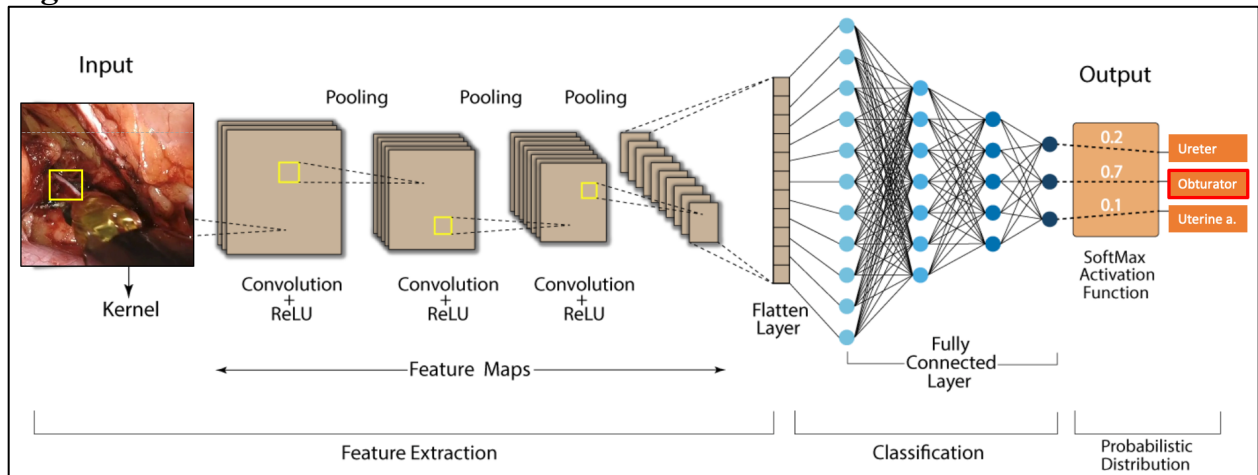 Input
Pooling
Pooling
Pooling
Output
0.2
Ureter
0.7
Obturator
0.1
Uterine a.
SoftMax
Activation
Function
Kernel
Convolution
+
ReLU
Convolution
+
ReLU
Convolution
+
ReLU
Flatten
Layer
Fully
Connected
Layer
Feature Maps
Feature Extraction
Classification
Probabilistic
Distribution